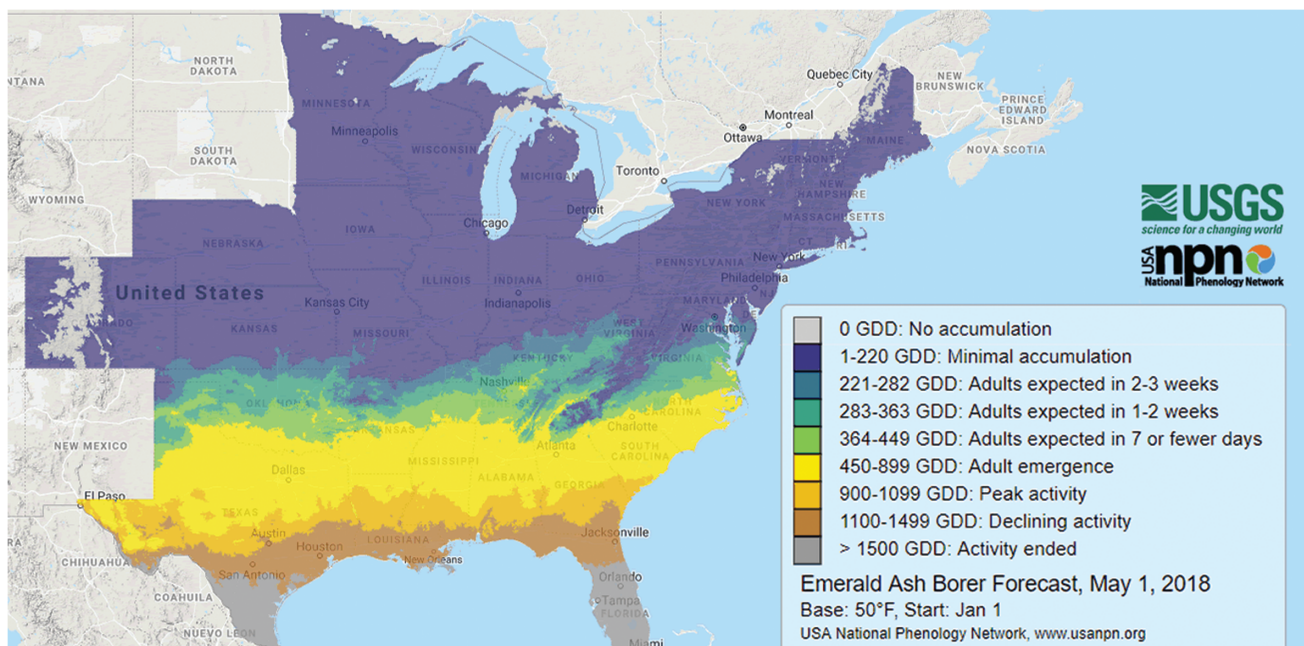 NORTH
DAKOTA
Quebec City
NEW
BRUNSWICK
NTANA
PRINCE
EDWARD
ISLAND
MINNESOTA
Montreal
Minneapolis
Ottawa
MAINE
NOVA SCOTIA
WISCONSIN
SOUTH
DAKOTA
VERMONT
Toronto
MICHIGAN
NEW
HAMPSHIRE
WYOMING
NEW YORK
Detroit
MASSACHUSETTS
Chicago
IOWA
NEBRASKA
CT
RI
PENNSYLVANIA
New York
ILLINOIS
INDIANA
OHIO
Philadelphia
United States
Kansas City
Indianapolis
MARYLAND
NJ
DE
KANSAS
MISSOURI
WEST
VIRGINIA
Washington
KENTUCKY
VIRGINIA
Nashville
NORTH
CAROLINA
Charlotte
NEW MEXICO
Atlanta
SOUTH
CAROLINA
MISSISSIPPI
Dallas
ALABAMA
GEORGIA
El Paso
TEXAS
Austin
Houston
LOUISIANA
Jacksonville
CHIHUAHUA
San Antonio
New Orleans
Orlando
COAHUILA
Tampa
FLORIDA
NUEVO LEON
Miami
USGS
science for a changing world
USA npn
National Phenology Network
0 GDD: No accumulation
1-220 GDD: Minimal accumulation
221-282 GDD: Adults expected in 2-3 weeks
283-363 GDD: Adults expected in 1-2 weeks
364-449 GDD: Adults expected in 7 or fewer days
450-899 GDD: Adult emergence
900-1099 GDD: Peak activity
1100-1499 GDD: Declining activity
> 1500 GDD: Activity ended
Emerald Ash Borer Forecast, May 1, 2018
Base: 50°F, Start: Jan 1
USA National Phenology Network, www.usanpn.org